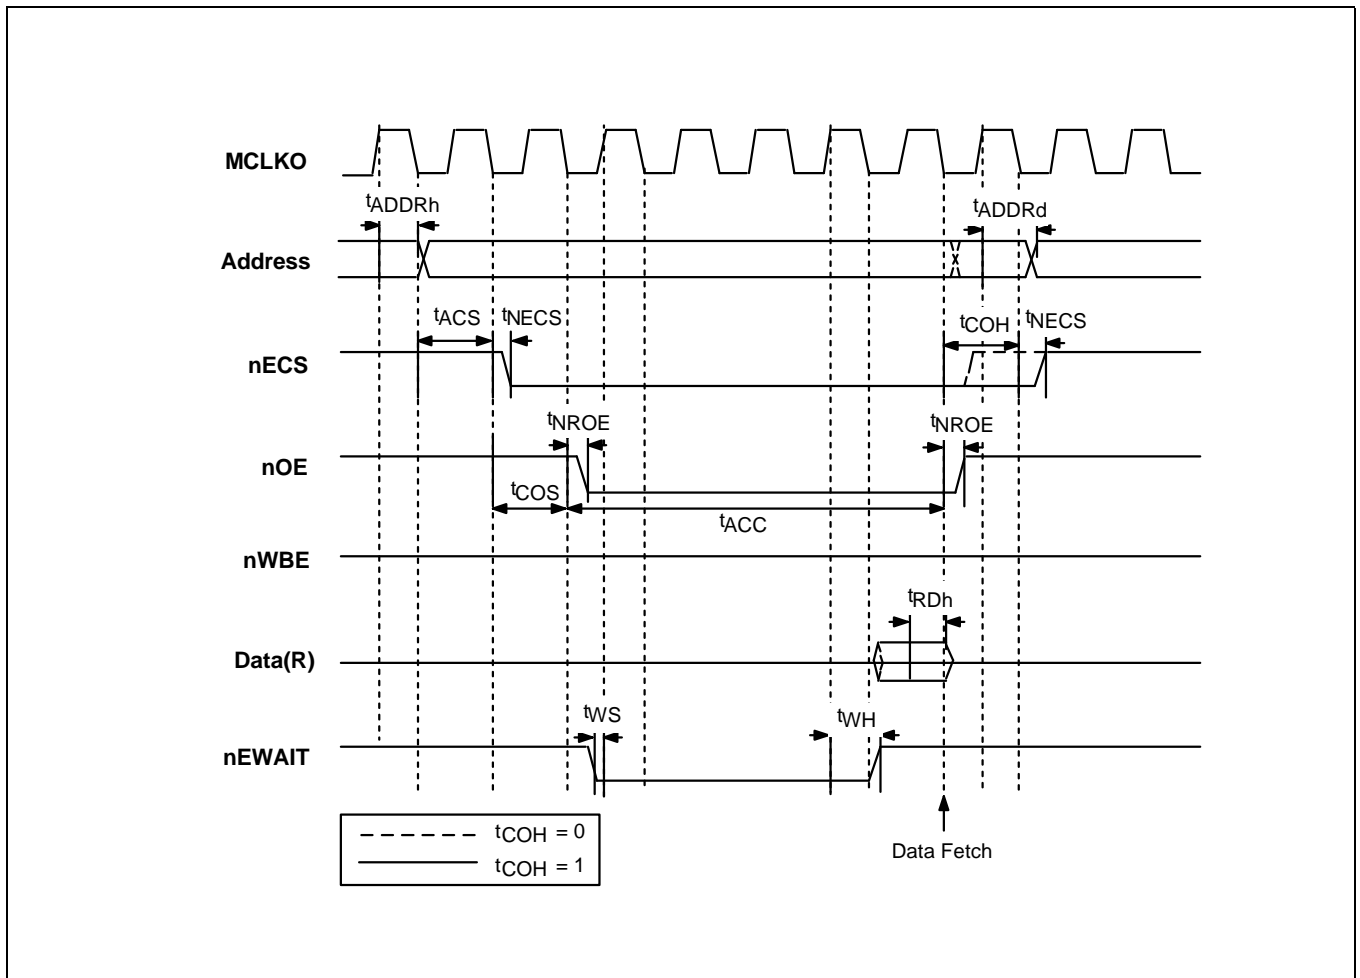 MCLKO
tADDRh
tADDRd
Address
tACS
tNECS
tCOH
tNECS
nECS
tNROE
tNROE
nOE
tCOS
tACC
nWBE
tRDh
Data(R)
tWS
tWH
nEWAIT
tCOH = 0
tCOH = 1
Data Fetch